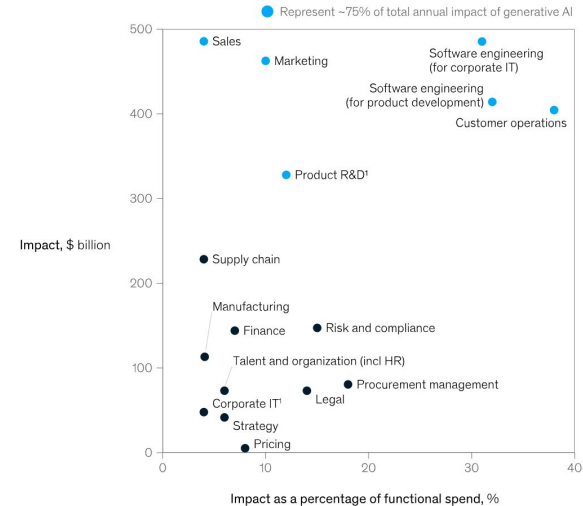 Represent ~75% of total annual impact of generative AI
500
Sales
Marketing
Software engineering
(for corporate IT)
Software engineering
(for product development)
400
Customer operations
Product R&D¹
300
Impact, $ billion
Supply chain
200
Manufacturing
Finance
Risk and compliance
100
Talent and organization (incl HR)
Procurement management
Legal
Corporate IT¹
Strategy
Pricing
0
0
10
20
30
40
Impact as a percentage of functional spend, %